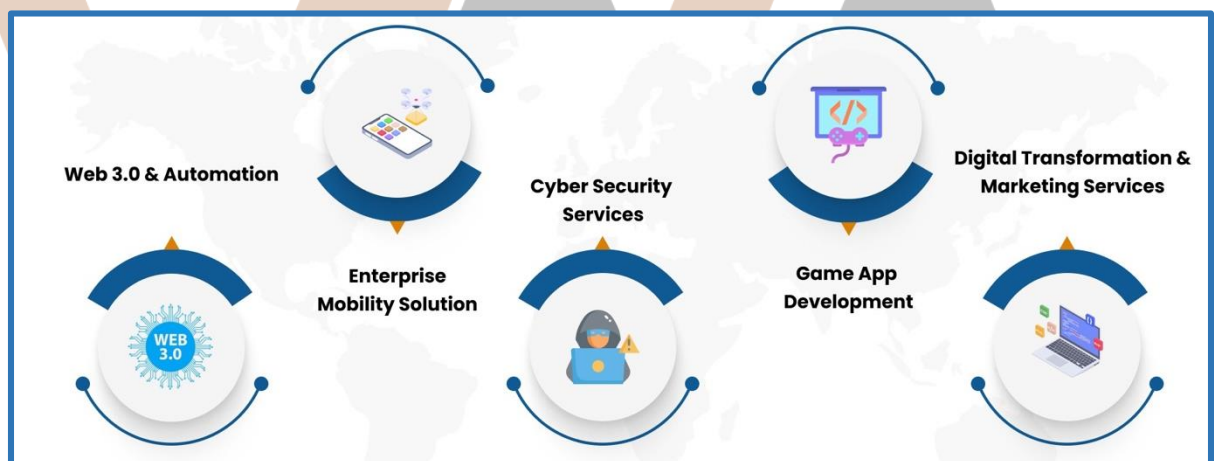 Web 3.0 & Automation
WEB
3.0
Enterprise
Mobility Solution
Cyber Security
Services
Game App
Development
Digital Transformation &
Marketing Services